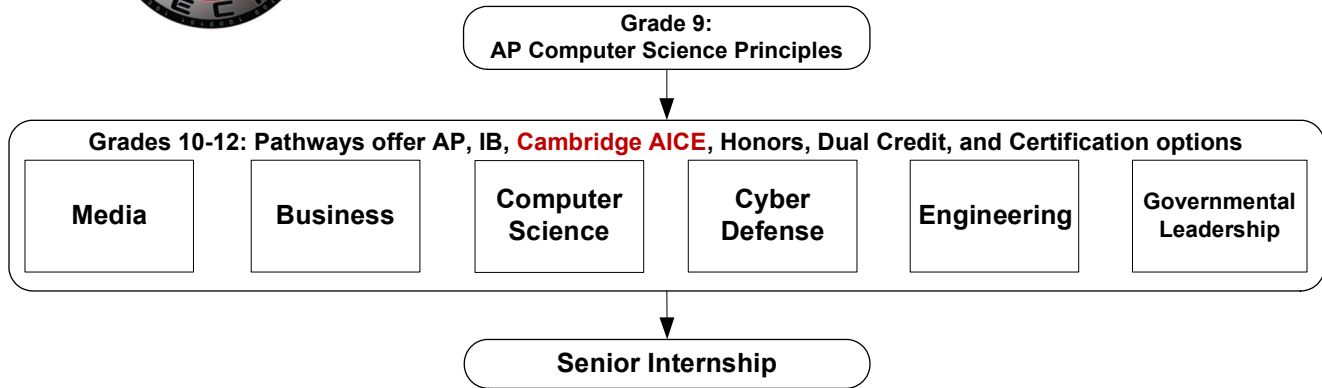 Grade 9:
AP Computer Science Principles
Grades 10-12: Pathways offer AP, IB, Cambridge AICE, Honors, Dual Credit, and Certification options
Media
Business
Computer
Science
Cyber
Defense
Engineering
Governmental
Leadership
Senior Internship